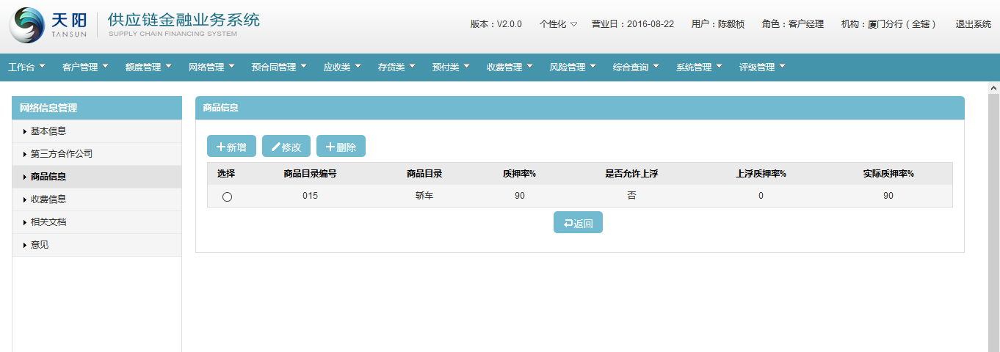 天阳 供应链金融业务系统
TANSUN SUPPLY CHAIN FINANCING SYSTEM
版本：V2.0.0 个性化 营业日：2016-08-22 用户：陈毅桢 角色：客户经理 机构：厦门分行（全辖） 退出系统
工作台 客户管理 额度管理 网络管理 预合同管理 应收类 存货类 预付类 收费管理 风险管理 综合查询 系统管理 评级管理
网络信息管理
基本信息
第三方合作公司
商品信息
收费信息
相关文档
意见
商品信息
新增 修改 删除
选择 商品目录编号 商品目录 质押率% 是否允许上浮 上浮质押率% 实际质押率%
015 轿车 90 否 0 90
返回